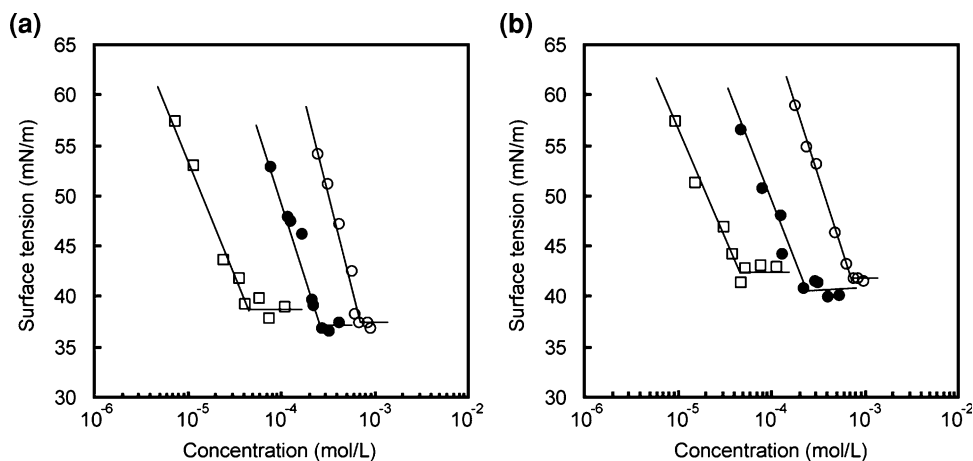 (a)
65
60
55
50
45
40
35
30
Surface tension (mN/m)
10⁻⁶ 10⁻⁵ 10⁻⁴ 10⁻³ 10⁻²
Concentration (mol/L)
(b)
65
60
55
50
45
40
35
30
Surface tension (mN/m)
10⁻⁶ 10⁻⁵ 10⁻⁴ 10⁻³ 10⁻²
Concentration (mol/L)